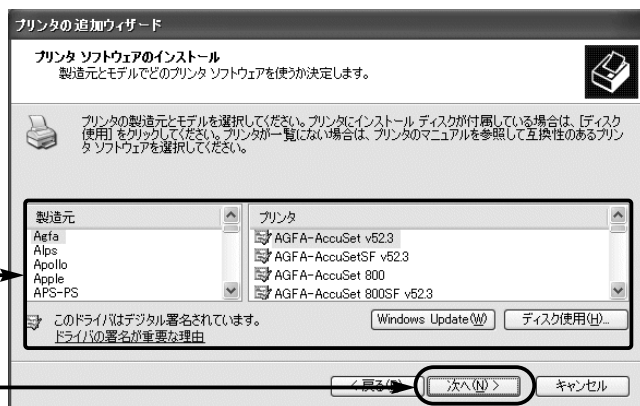 プリンタの追加ウィザード
プリンタ ソフトウェアのインストール
製造元とモデルでどのプリンタ ソフトウェアを使うか決定します。
プリンタの製造元とモデルを選択してください。プリンタにインストール ディスクが付属している場合は、[ディスク
使用] をクリックしてください。プリンタが一覧にない場合は、プリンタのマニュアルを参照して互換性のあるプリン
タ ソフトウェアを選択してください。
製造元
Agfa
Alps
Apollo
Apple
APS-PS
プリンタ
AGFA-AccuSet v52.3
AGFA-AccuSetSF v52.3
AGFA-AccuSet 800
AGFA-AccuSet 800SF v52.3
このドライバはデジタル署名されています。
ドライバの署名が重要な理由
Windows Update(W)
ディスク使用(H)...
< 戻る(B)
次へ(N) >
キャンセル